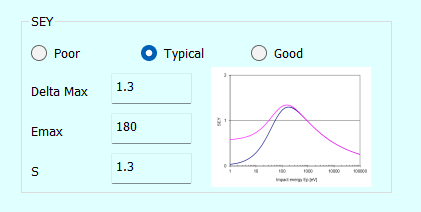 SEY
Poor Typical Good
Delta Max 1.3
Emax 180
S 1.3
2
1
0
SEY
1 10 100 1000 10000 100000
Impact energy Ep (eV)